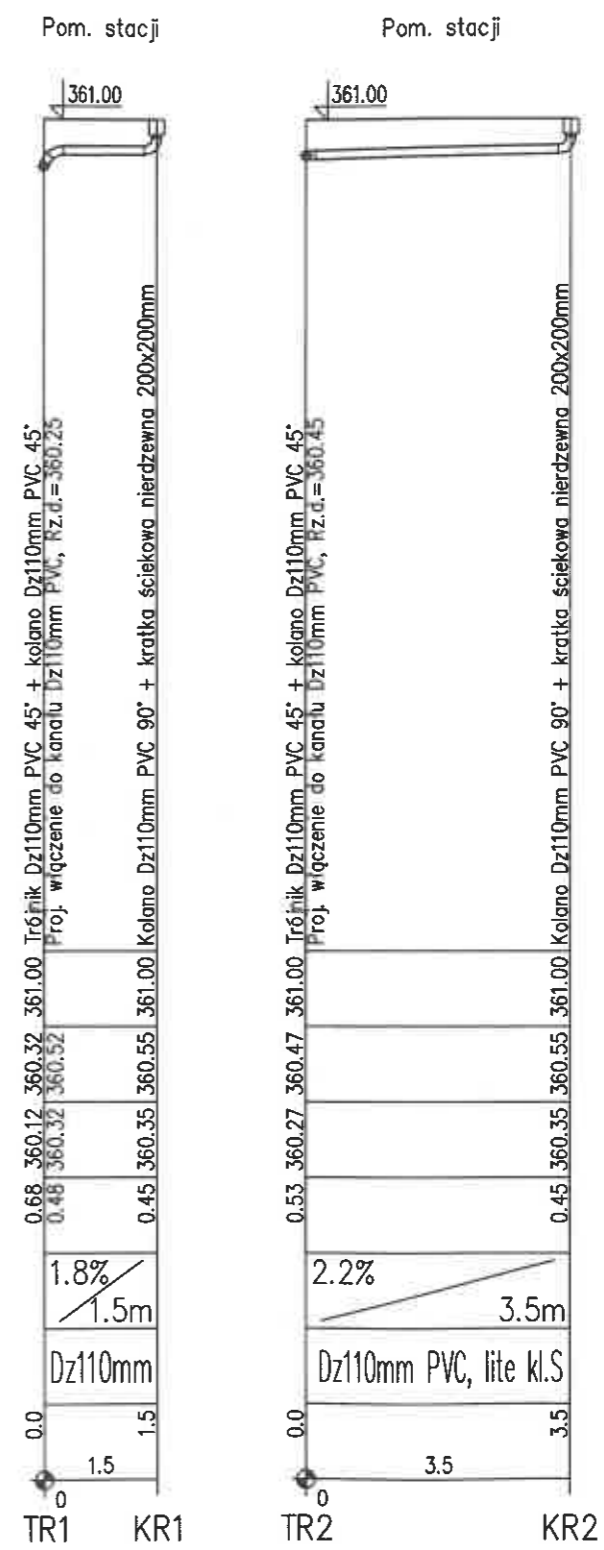 Pom. stacji
361.00
Trójnik Dz110mm PVC 45° + kolano Dz110mm PVC 45°
Proj. włączenie do kanału Dz110mm PVC, Rz.d.=360.25
Kolano Dz110mm PVC 90° + kratka ściekowa nierdzewna 200x200mm
361.00
361.00
360.32
360.52
360.55
360.12
360.32
360.35
0.68
0.48
0.45
1.8%
1.5m
Dz110mm
0.0
1.5
1.5
0
TR1
KR1
Pom. stacji
361.00
Trójnik Dz110mm PVC 45° + kolano Dz110mm PVC 45°
Proj. włączenie do kanału Dz110mm PVC, Rz.d.=360.45
Kolano Dz110mm PVC 90° + kratka ściekowa nierdzewna 200x200mm
361.00
361.00
360.47
360.55
360.27
360.35
0.53
0.45
2.2%
3.5m
Dz110mm PVC, lite kl.S
0.0
3.5
3.5
0
TR2
KR2